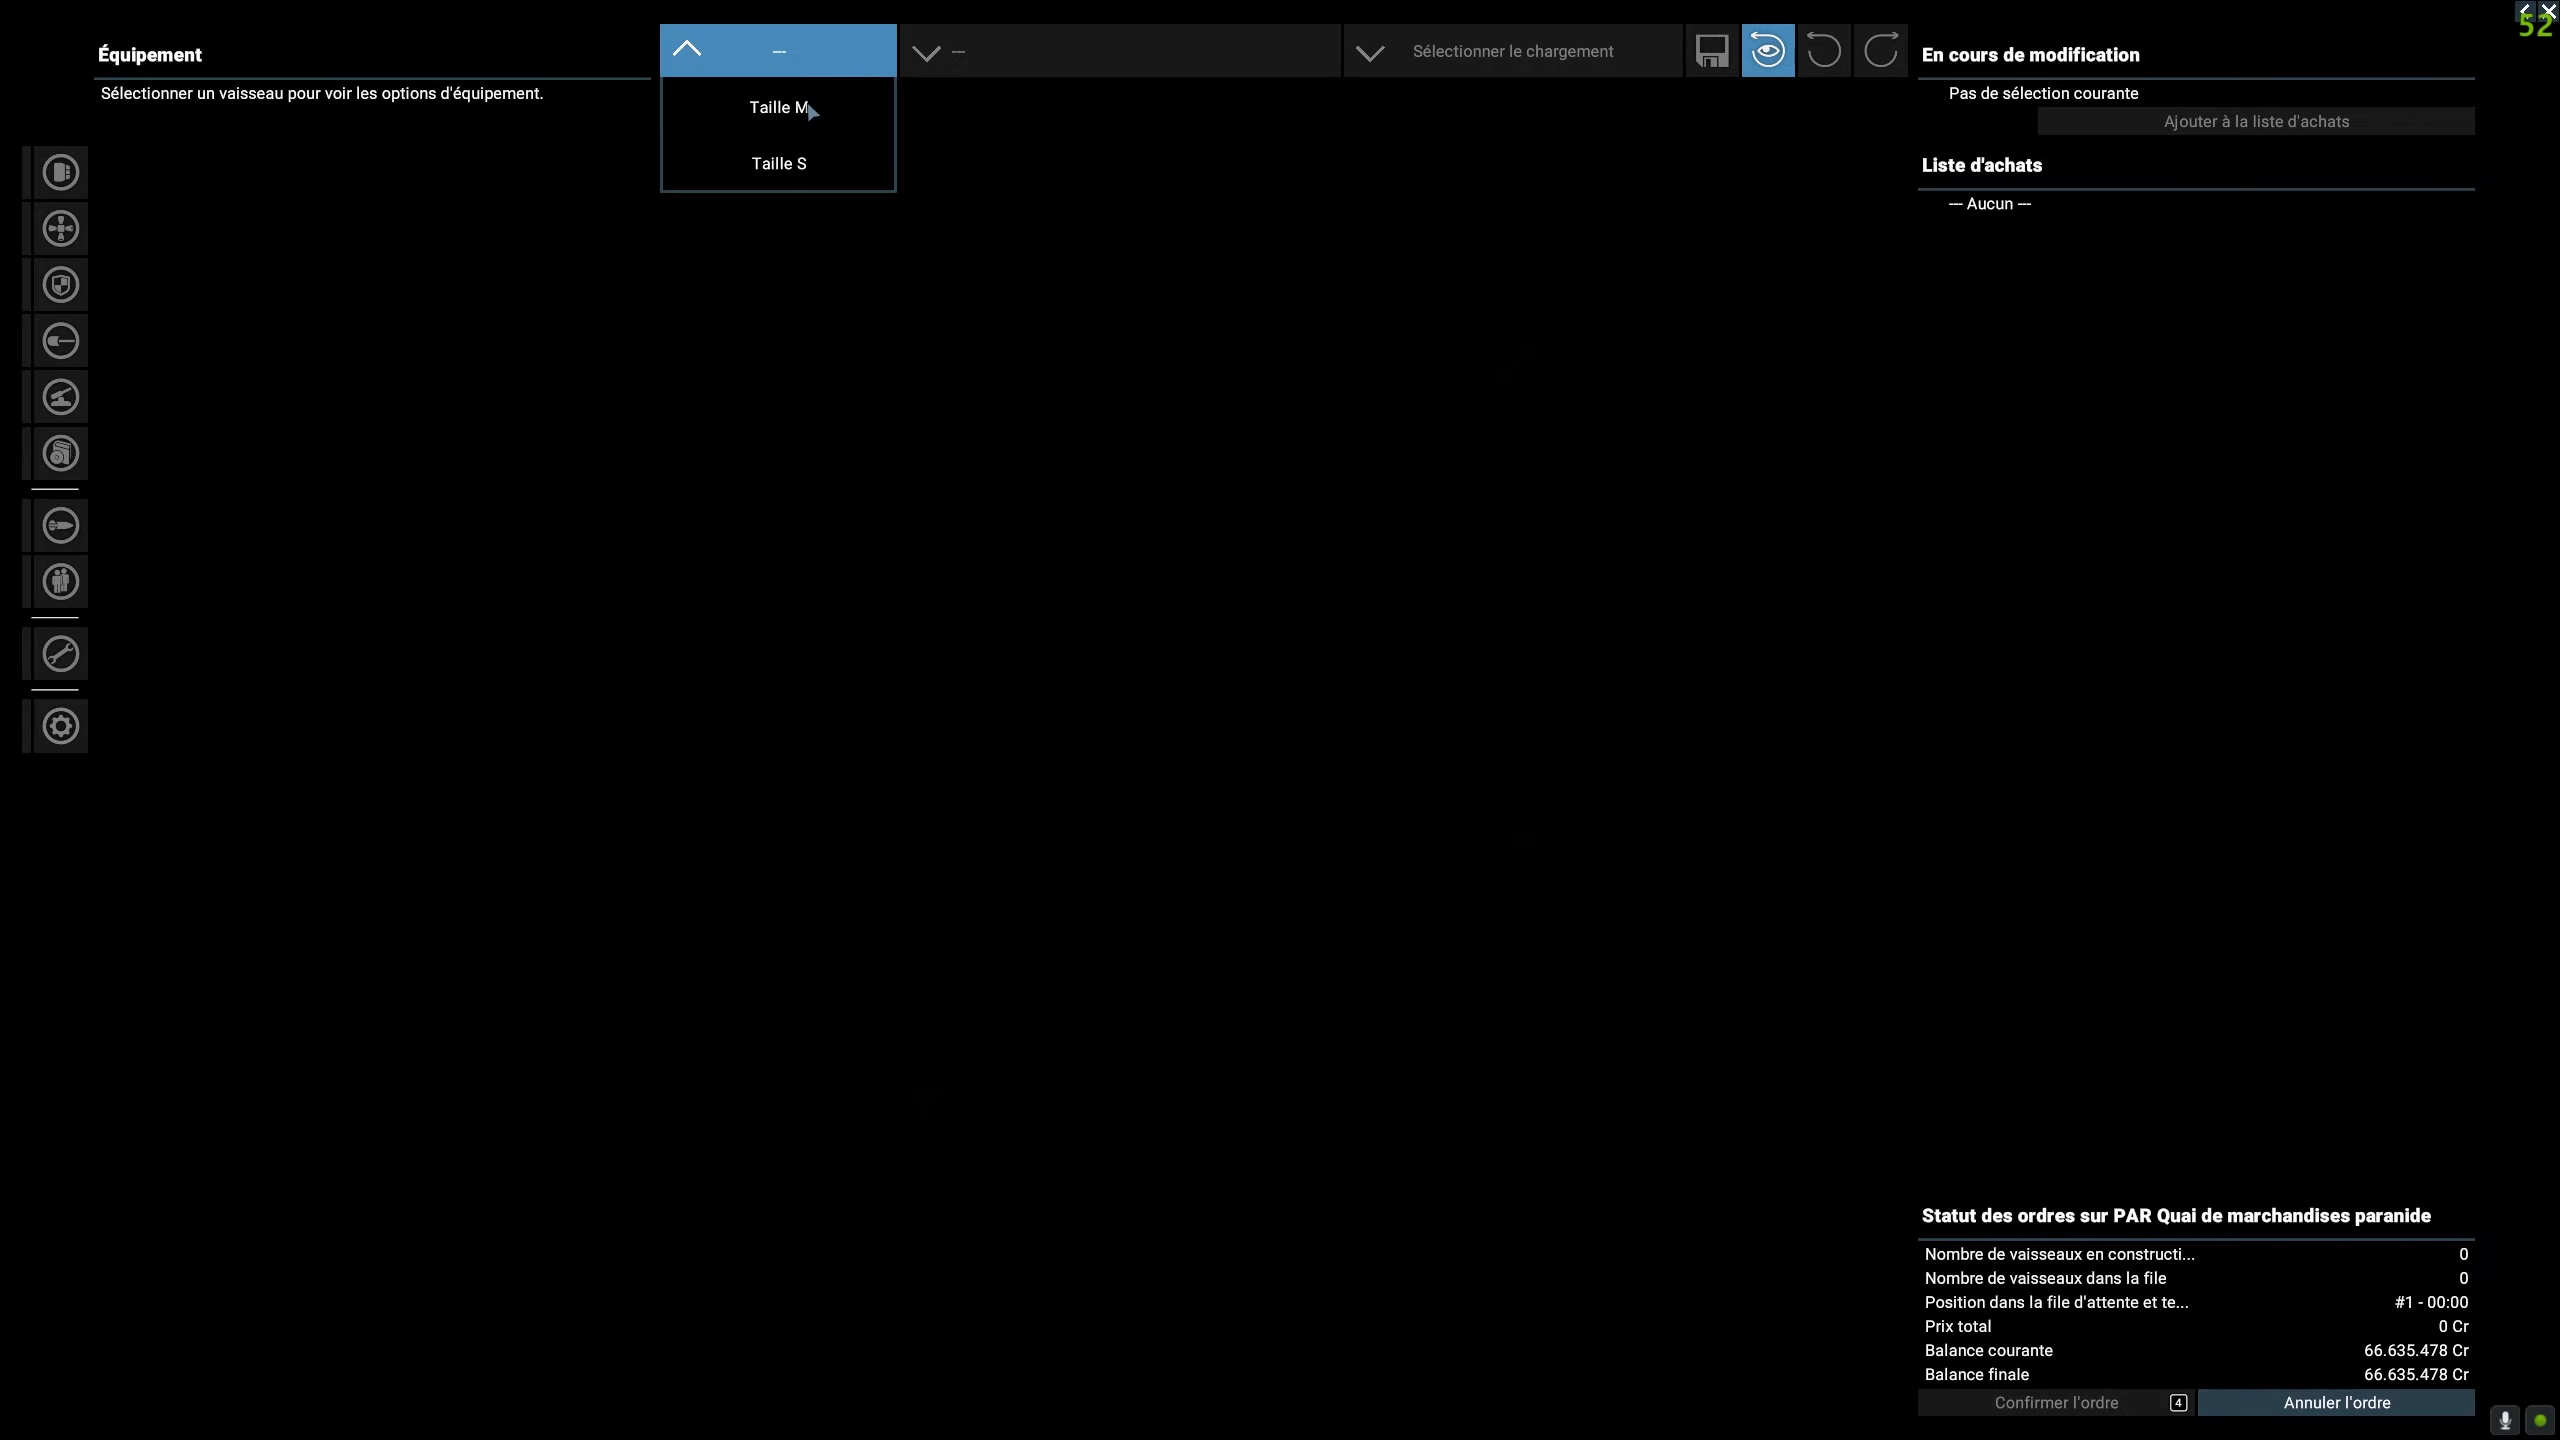 52
Équipement
Sélectionner un vaisseau pour voir les options d'équipement.
---
Taille M
Taille S
---
Sélectionner le chargement
En cours de modification
Pas de sélection courante
Ajouter à la liste d'achats
Liste d'achats
--- Aucun ---
Statut des ordres sur PAR Quai de marchandises paranide
Nombre de vaisseaux en constructi... 0
Nombre de vaisseaux dans la file 0
Position dans la file d'attente et te... #1 - 00:00
Prix total 0 Cr
Balance courante 66.635.478 Cr
Balance finale 66.635.478 Cr
Confirmer l'ordre 4 Annuler l'ordre